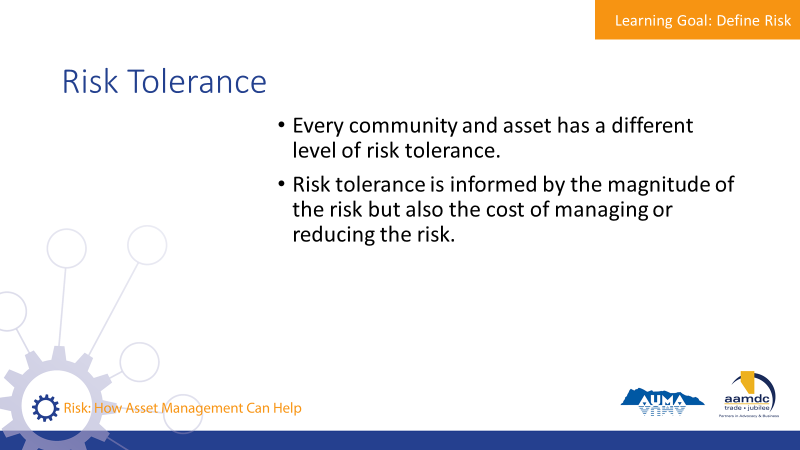 Learning Goal: Define Risk
Risk Tolerance
• Every community and asset has a different
level of risk tolerance.
• Risk tolerance is informed by the magnitude of
the risk but also the cost of managing or
reducing the risk.
Risk: How Asset Management Can Help
AUMA
aamdc
trade • jubilee
Partners in Advocacy & Business